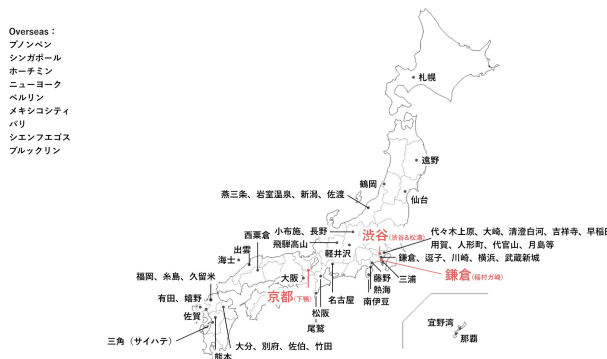 Overseas：
プノンペン
シンガポール
ホーチミン
ニューヨーク
ベルリン
メキシコシティ
パリ
シエンフエゴス
ブルックリン
札幌
遠野
鶴岡
仙台
燕三条、岩室温泉、新潟、佐渡
小布施、長野
渋谷(渋谷&松濤)
代々木上原、大崎、清澄白河、吉祥寺、早稲田
用賀、人形町、代官山、月島等
西粟倉
飛騨高山
軽井沢
出雲
海士
鎌倉、逗子、川崎、横浜、武蔵新城
福岡、糸島、久留米
大阪
藤野
三浦
鎌倉(稲村ガ崎)
熱海
京都(下鴨)
名古屋
南伊豆
有田、嬉野
松阪
佐賀
尾鷲
宜野湾
那覇
三角（サイハテ）
大分、別府、佐伯、竹田
熊本